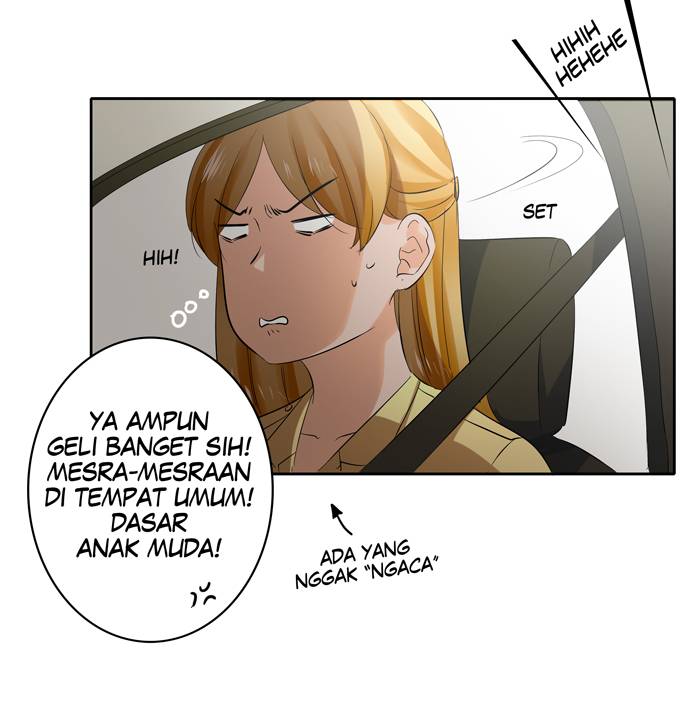 HIHIH
HEHEHE
SET
HIH!
YA AMPUN
GELI BANGET SIH!
MESRA-MESRAAN
DI TEMPAT UMUM!
DASAR
ANAK MUDA!
ADA YANG
NGGAK "NGACA"